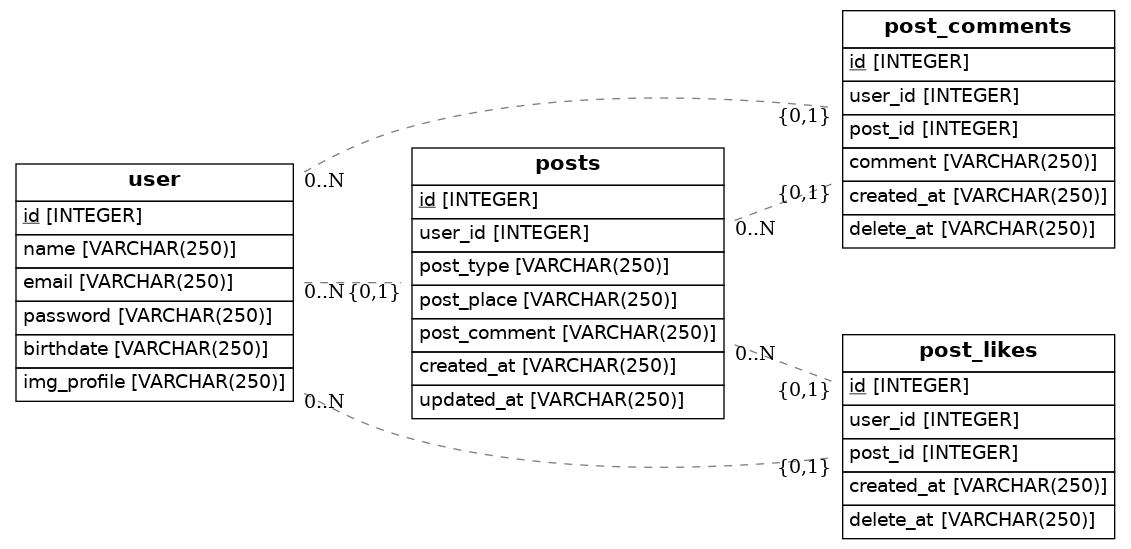 user
id [INTEGER]
name [VARCHAR(250)]
email [VARCHAR(250)]
password [VARCHAR(250)]
birthdate [VARCHAR(250)]
img_profile [VARCHAR(250)]
0..N
0..N
{0,1}
0..N
posts
id [INTEGER]
user_id [INTEGER]
post_type [VARCHAR(250)]
post_place [VARCHAR(250)]
post_comment [VARCHAR(250)]
created_at [VARCHAR(250)]
updated_at [VARCHAR(250)]
{0,1}
{0,1}
0..N
0..N
{0,1}
{0,1}
post_comments
id [INTEGER]
user_id [INTEGER]
post_id [INTEGER]
comment [VARCHAR(250)]
created_at [VARCHAR(250)]
delete_at [VARCHAR(250)]
post_likes
id [INTEGER]
user_id [INTEGER]
post_id [INTEGER]
created_at [VARCHAR(250)]
delete_at [VARCHAR(250)]